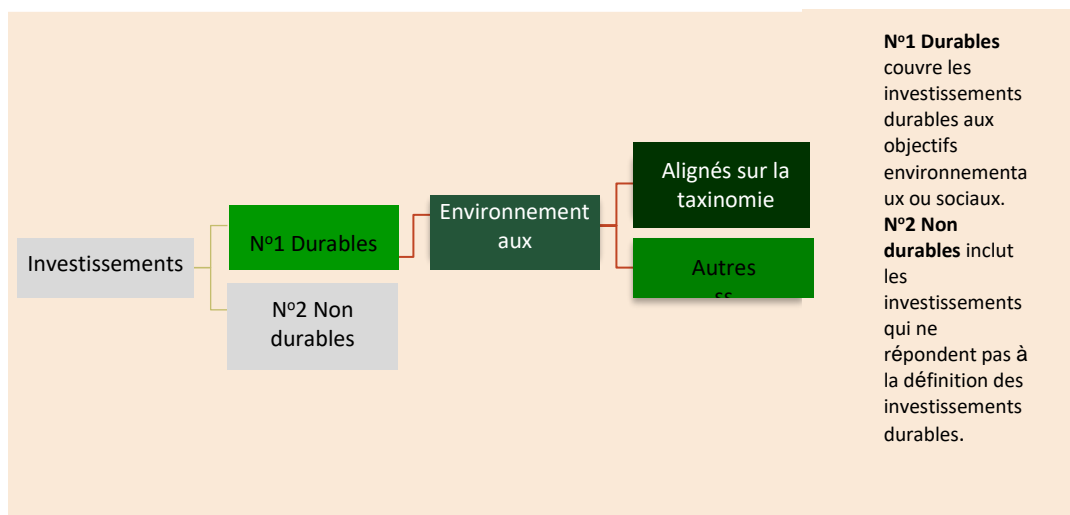 Investissements
Nº1 Durables
Nº2 Non
durables
Environnement
aux
Alignés sur la
taxinomie
Autres
ss
Nº1 Durables
couvre les
investissements
durables aux
objectifs
environnementa
ux ou sociaux.
Nº2 Non
durables inclut
les
investissements
qui ne
répondent pas à
la définition des
investissements
durables.